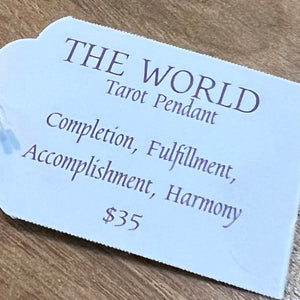 THE WORLD
Tarot Pendant
Completion, Fulfillment,
Accomplishment, Harmony
$35